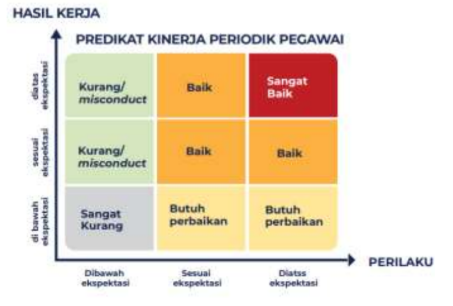 HASIL KERJA
PREDIKAT KINERJA PERIODIK PEGAWAI
diatas
ekspektasi
Kurang/
misconduct
Baik
Sangat
Baik
sesuai
ekspektasi
Kurang/
misconduct
Baik
Baik
di bawah
ekspektasi
Sangat
Kurang
Butuh
perbaikan
Butuh
perbaikan
PERILAKU
Dibawah
ekspektasi
Sesuai
ekspektasi
Diatss
ekspektasi